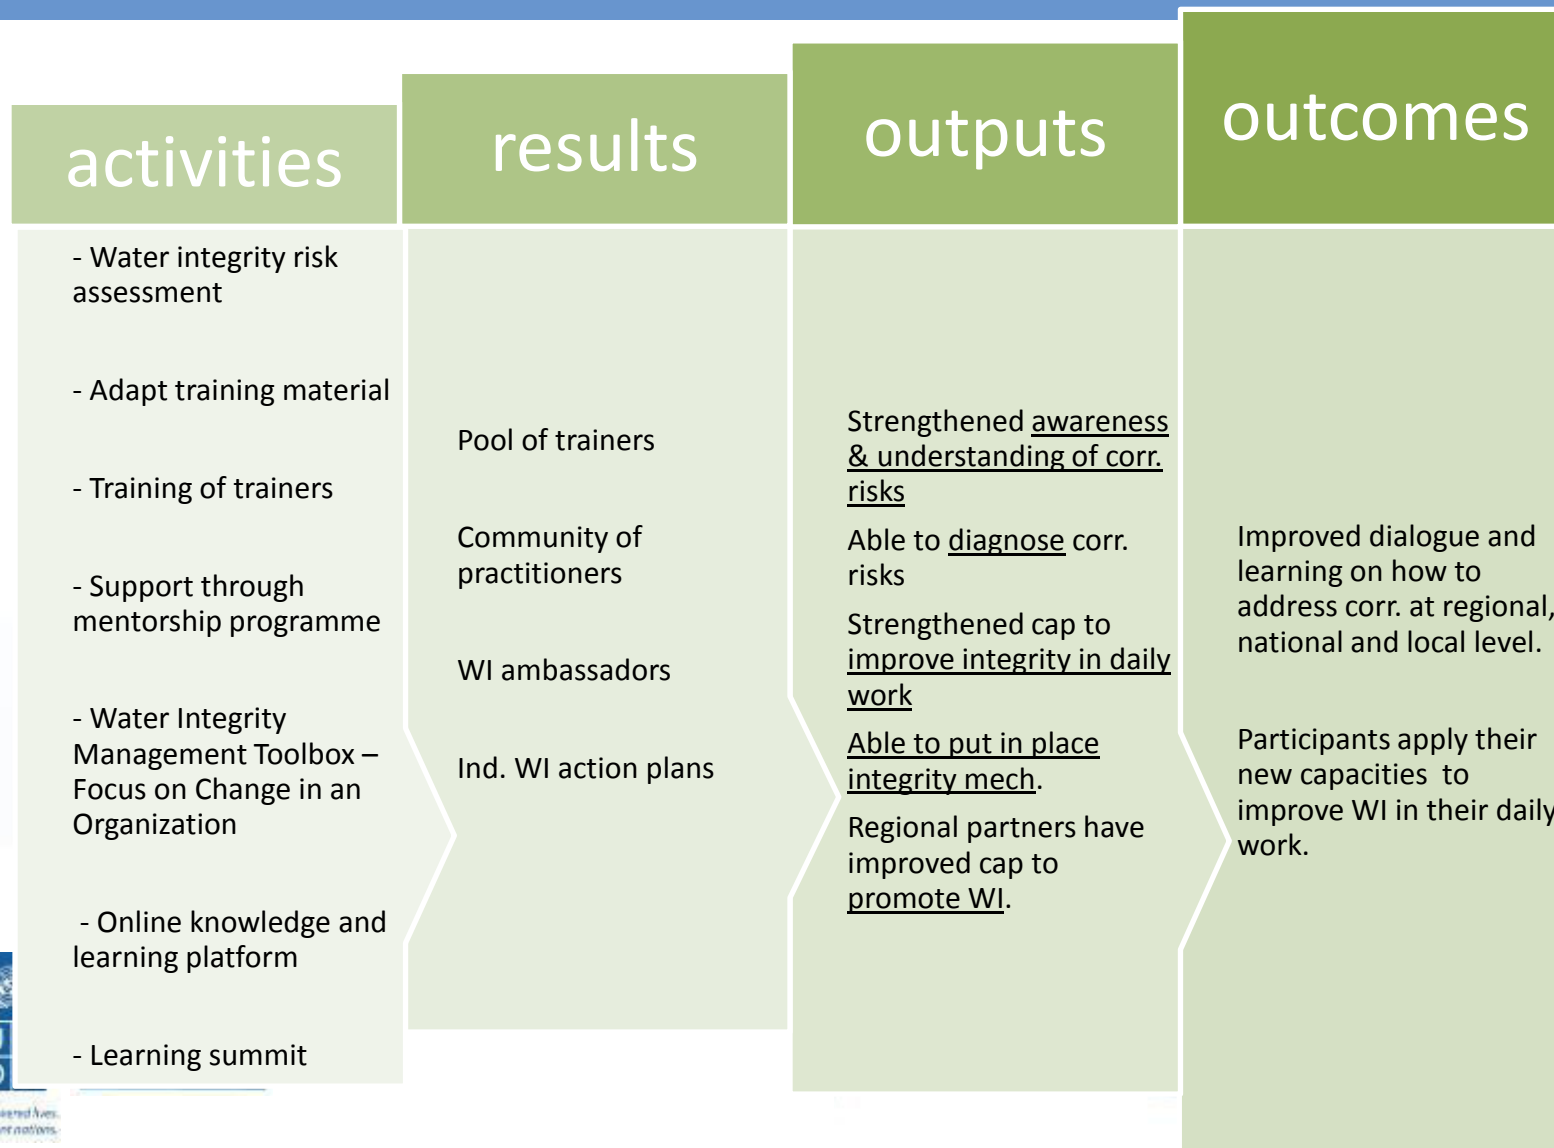 activities
results
outputs
outcomes
- Water integrity risk
assessment
- Adapt training material
- Training of trainers
- Support through
mentorship programme
- Water Integrity
Management Toolbox –
Focus on Change in an
Organization
- Online knowledge and
learning platform
- Learning summit
Pool of trainers
Community of
practitioners
WI ambassadors
Ind. WI action plans
Strengthened awareness
& understanding of corr.
risks
Able to diagnose corr.
risks
Strengthened cap to
improve integrity in daily
work
Able to put in place
integrity mech.
Regional partners have
improved cap to
promote WI.
Improved dialogue and
learning on how to
address corr. at regional,
national and local level.
Participants apply their
new capacities to
improve WI in their daily
work.
lives.
nations.